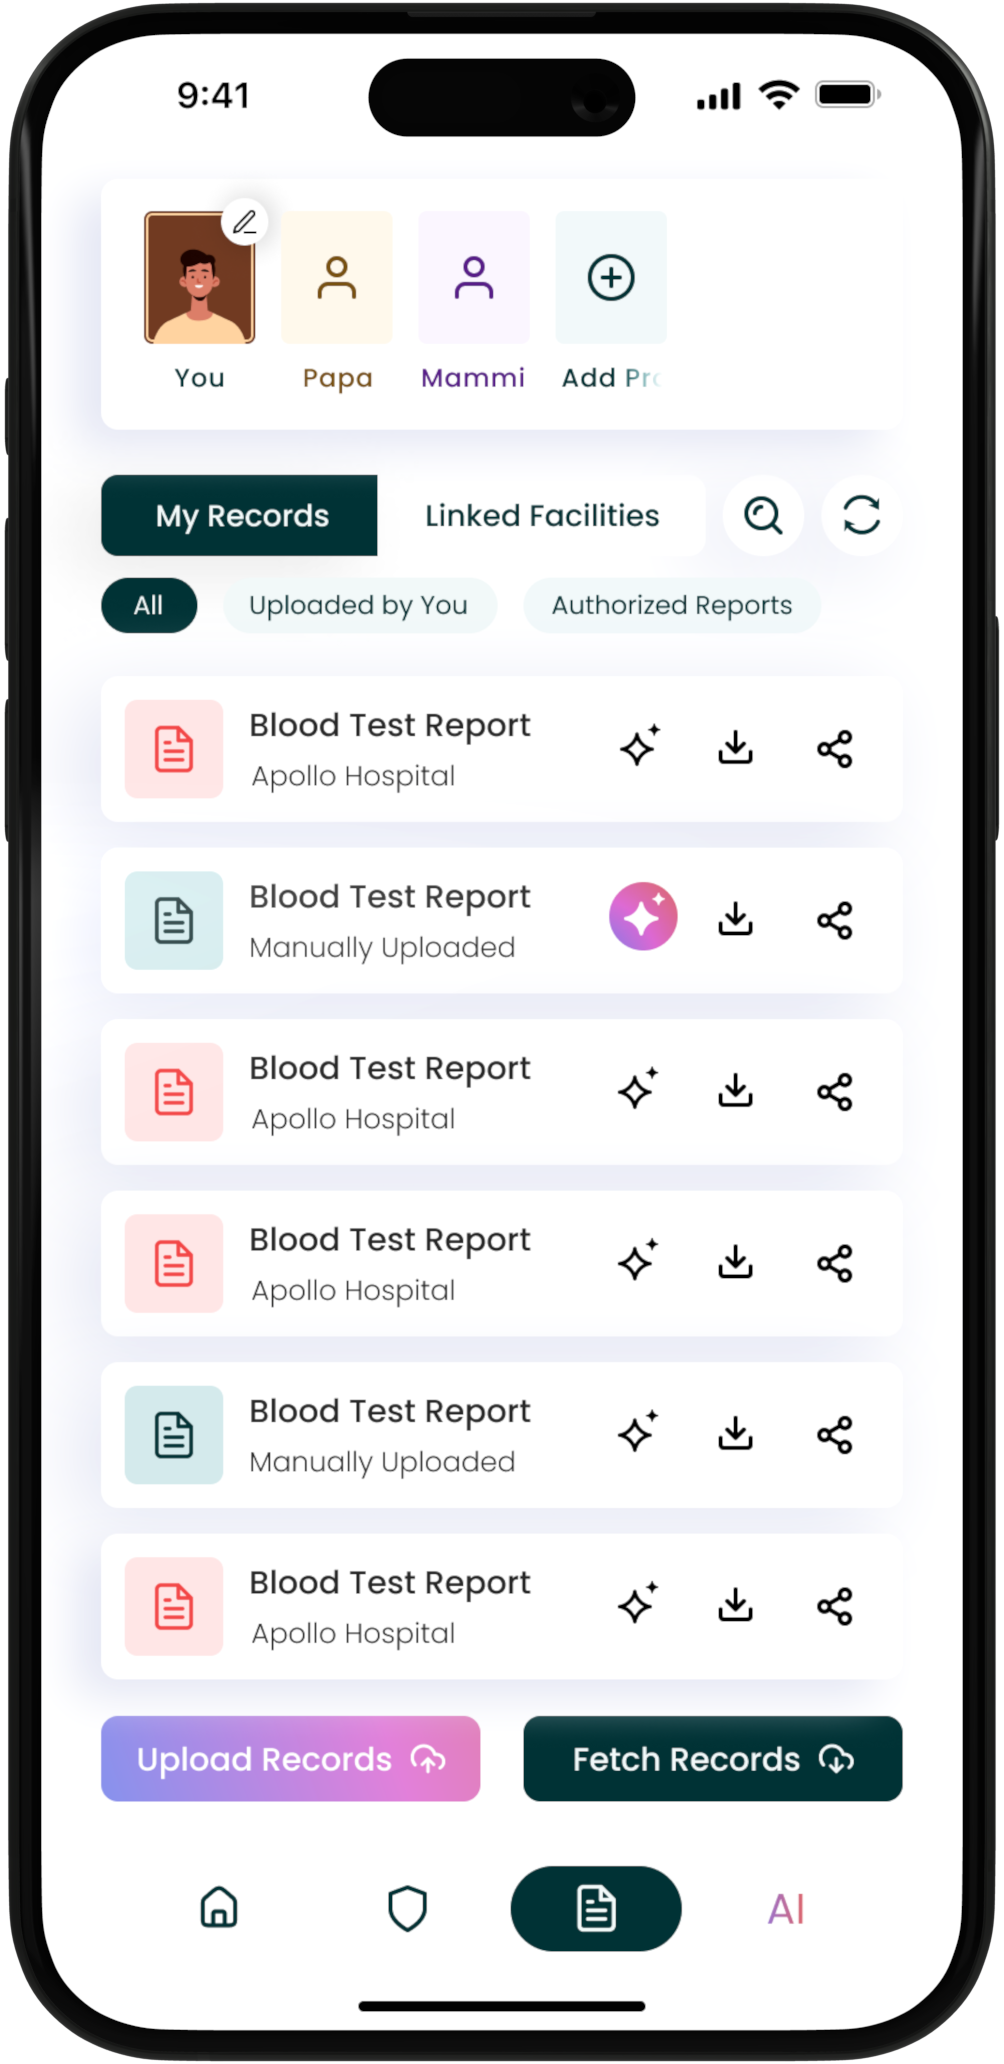 9:41
You Papa Mammi Add Pro
My Records Linked Facilities
All Uploaded by You Authorized Reports
Blood Test Report
Apollo Hospital
Blood Test Report
Manually Uploaded
Blood Test Report
Apollo Hospital
Blood Test Report
Apollo Hospital
Blood Test Report
Manually Uploaded
Blood Test Report
Apollo Hospital
Upload Records Fetch Records
AI